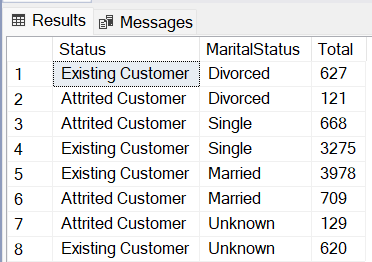 Results Messages
Status MaritalStatus Total
1 Existing Customer Divorced 627
2 Attrited Customer Divorced 121
3 Attrited Customer Single 668
4 Existing Customer Single 3275
5 Existing Customer Married 3978
6 Attrited Customer Married 709
7 Attrited Customer Unknown 129
8 Existing Customer Unknown 620